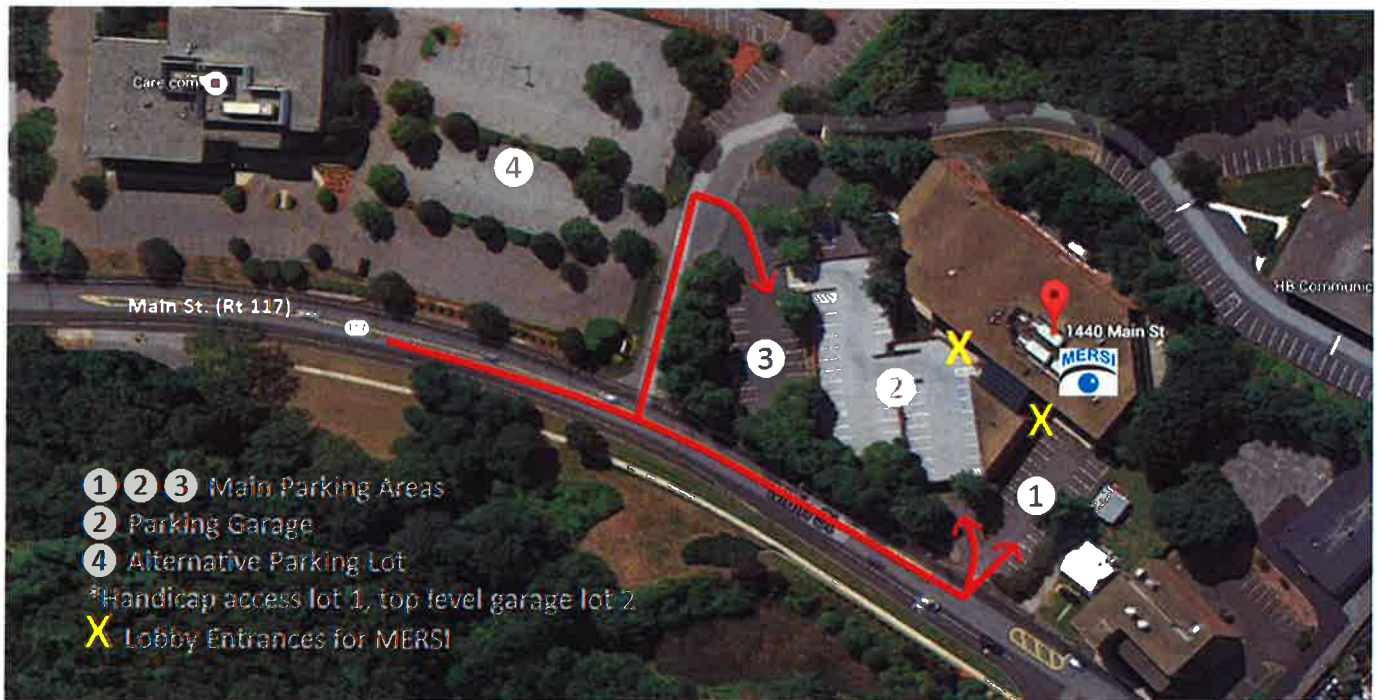 Care.com
4
Main St. (Rt 117)
117
HB Communic
1440 Main St
MERSI
3
2
X
X
1
1 2 3 Main Parking Areas
2 Parking Garage
4 Alternative Parking Lot
*Handicap access lot 1, top level garage lot 2
X Lobby Entrances for MERSI